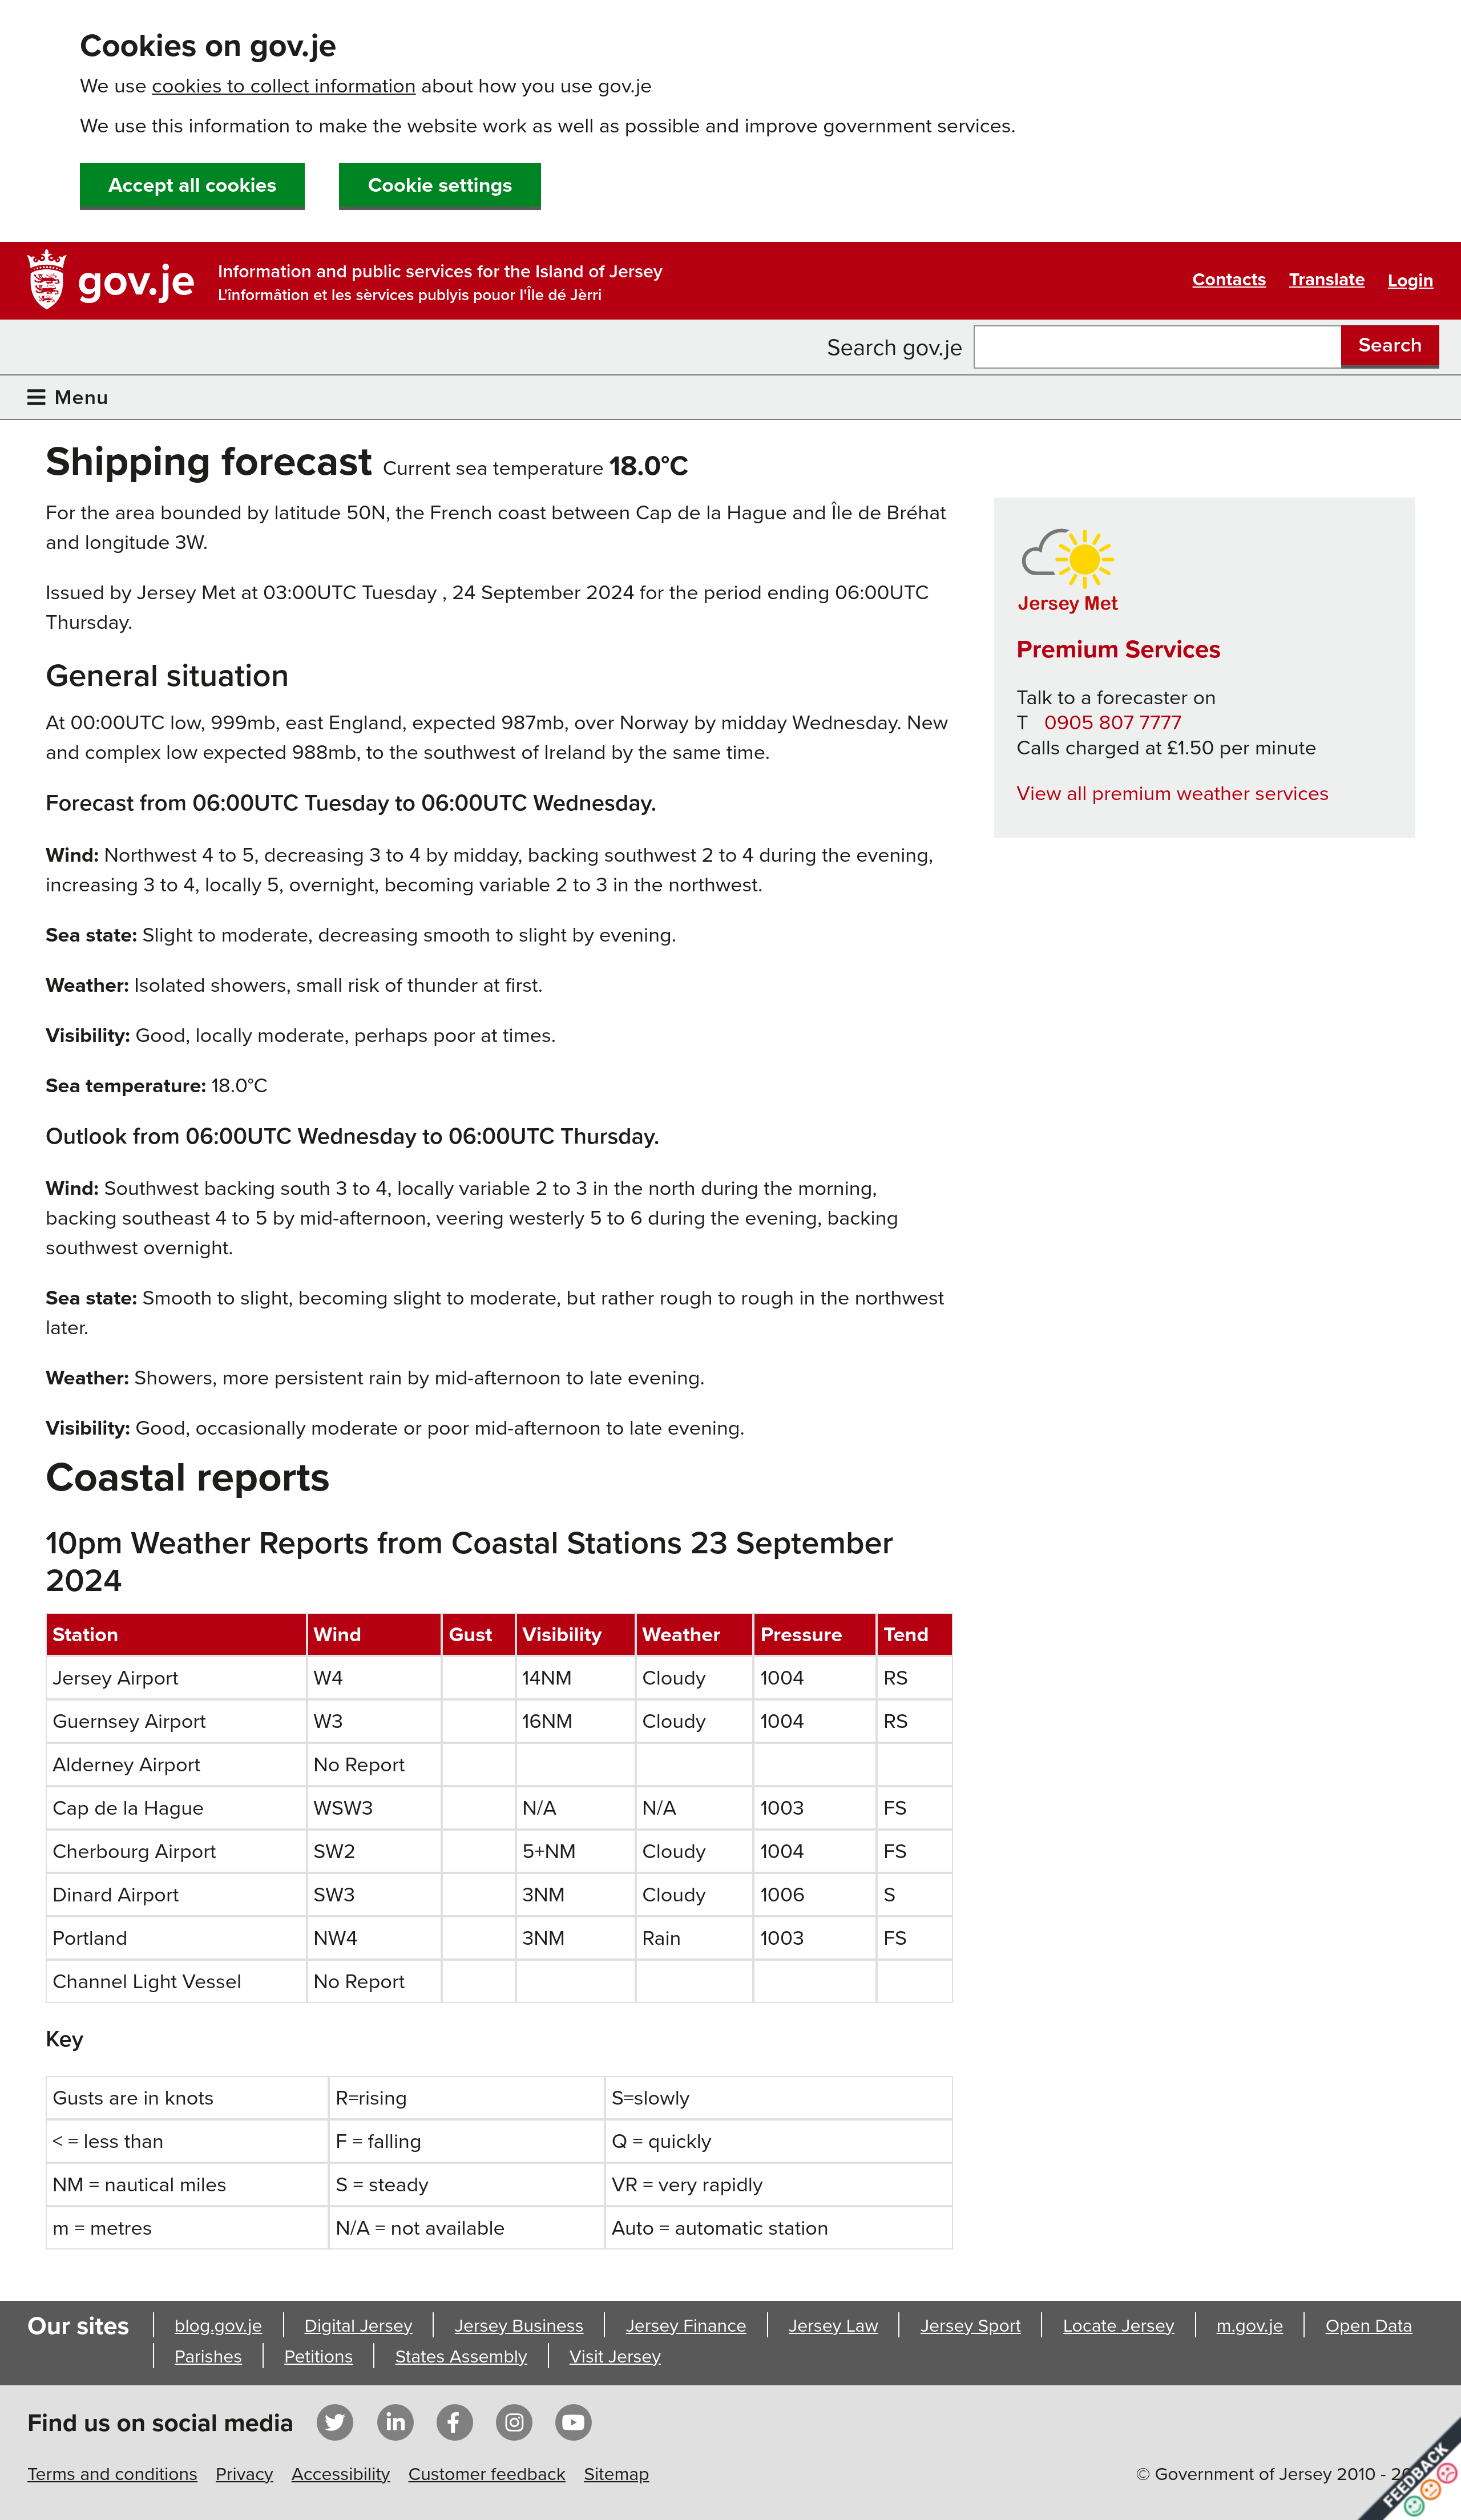 Cookies on gov.je
We use cookies to collect information about how you use gov.je
We use this information to make the website work as well as possible and improve government services.
Accept all cookies
Cookie settings
gov.je
Information and public services for the Island of Jersey
L'înformâtion et les sèrvices publyis pouor I'Île dé Jèrri
Contacts Translate Login
Search gov.je
Search
Menu
Shipping forecast Current sea temperature 18.0°C
For the area bounded by latitude 50N, the French coast between Cap de la Hague and Île de Bréhat
and longitude 3W.
Issued by Jersey Met at 03:00UTC Tuesday , 24 September 2024 for the period ending 06:00UTC
Thursday.
General situation
At 00:00UTC low, 999mb, east England, expected 987mb, over Norway by midday Wednesday. New
and complex low expected 988mb, to the southwest of Ireland by the same time.
Forecast from 06:00UTC Tuesday to 06:00UTC Wednesday.
Wind: Northwest 4 to 5, decreasing 3 to 4 by midday, backing southwest 2 to 4 during the evening,
increasing 3 to 4, locally 5, overnight, becoming variable 2 to 3 in the northwest.
Sea state: Slight to moderate, decreasing smooth to slight by evening.
Weather: Isolated showers, small risk of thunder at first.
Visibility: Good, locally moderate, perhaps poor at times.
Sea temperature: 18.0°C
Outlook from 06:00UTC Wednesday to 06:00UTC Thursday.
Wind: Southwest backing south 3 to 4, locally variable 2 to 3 in the north during the morning,
backing southeast 4 to 5 by mid-afternoon, veering westerly 5 to 6 during the evening, backing
southwest overnight.
Sea state: Smooth to slight, becoming slight to moderate, but rather rough to rough in the northwest
later.
Weather: Showers, more persistent rain by mid-afternoon to late evening.
Visibility: Good, occasionally moderate or poor mid-afternoon to late evening.
Jersey Met
Premium Services
Talk to a forecaster on
T 0905 807 7777
Calls charged at £1.50 per minute
View all premium weather services
Coastal reports
10pm Weather Reports from Coastal Stations 23 September
2024
Station Wind Gust Visibility Weather Pressure Tend
Jersey Airport W4 14NM Cloudy 1004 RS
Guernsey Airport W3 16NM Cloudy 1004 RS
Alderney Airport No Report
Cap de la Hague WSW3 N/A N/A 1003 FS
Cherbourg Airport SW2 5+NM Cloudy 1004 FS
Dinard Airport SW3 3NM Cloudy 1006 S
Portland NW4 3NM Rain 1003 FS
Channel Light Vessel No Report
Key
Gusts are in knots R=rising S=slowly
< = less than F = falling Q = quickly
NM = nautical miles S = steady VR = very rapidly
m = metres N/A = not available Auto = automatic station
Our sites blog.gov.je Digital Jersey Jersey Business Jersey Finance Jersey Law Jersey Sport Locate Jersey m.gov.je Open Data
Parishes Petitions States Assembly Visit Jersey
Find us on social media
Terms and conditions Privacy Accessibility Customer feedback Sitemap
© Government of Jersey 2010 -
FEEDBACK